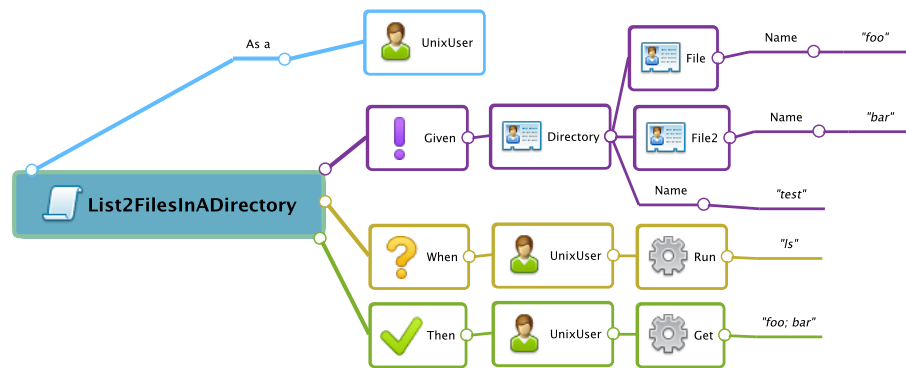 As a
UnixUser
List2FilesInADirectory
Given
Directory
File
Name
"foo"
File2
Name
"bar"
Name
"test"
When
UnixUser
Run
"ls"
Then
UnixUser
Get
"foo; bar"